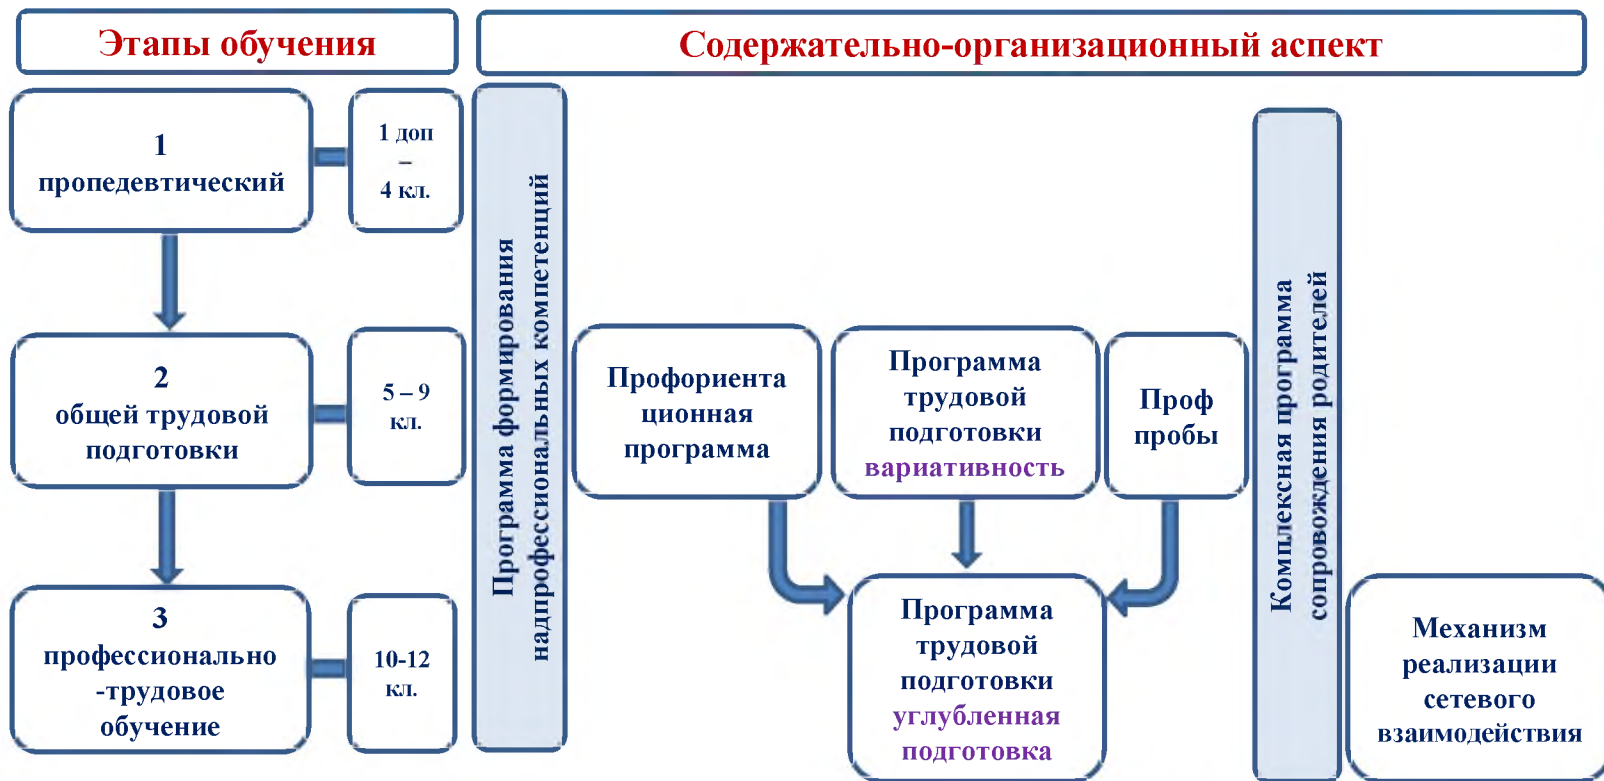 Этапы обучения
Содержательно-организационный аспект
1
пропедевтический
1 доп
–
4 кл.
2
общей трудовой
подготовки
5 – 9
кл.
3
профессионально
-трудовое
обучение
10-12
кл.
Программа формирования
надпрофессиональных компетенций
Профориента
ционная
программа
Программа
трудовой
подготовки
вариативность
Проф
пробы
Программа
трудовой
подготовки
углубленная
подготовка
Комплексная программа
сопровождения родителей
Механизм
реализации
сетевого
взаимодействия